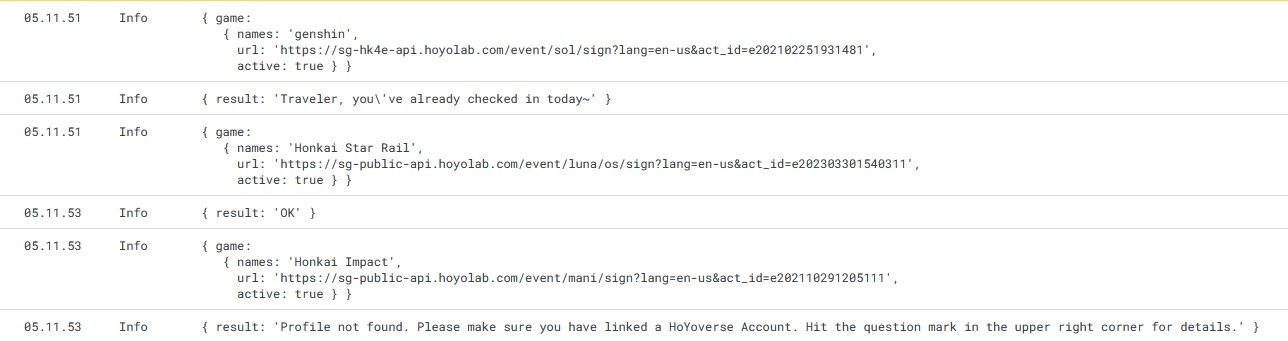 05.11.51 Info { game:
{ names: 'genshin',
url: 'https://sg-hk4e-api.hoyolab.com/event/sol/sign?lang=en-us&act_id=e202102251931481',
active: true } }
05.11.51 Info { result: 'Traveler, you\'ve already checked in today~' }
05.11.51 Info { game:
{ names: 'Honkai Star Rail',
url: 'https://sg-public-api.hoyolab.com/event/luna/os/sign?lang=en-us&act_id=e202303301540311',
active: true } }
05.11.53 Info { result: 'OK' }
05.11.53 Info { game:
{ names: 'Honkai Impact',
url: 'https://sg-public-api.hoyolab.com/event/mani/sign?lang=en-us&act_id=e202110291205111',
active: true } }
05.11.53 Info { result: 'Profile not found. Please make sure you have linked a HoYoverse Account. Hit the question mark in the upper right corner for details.' }